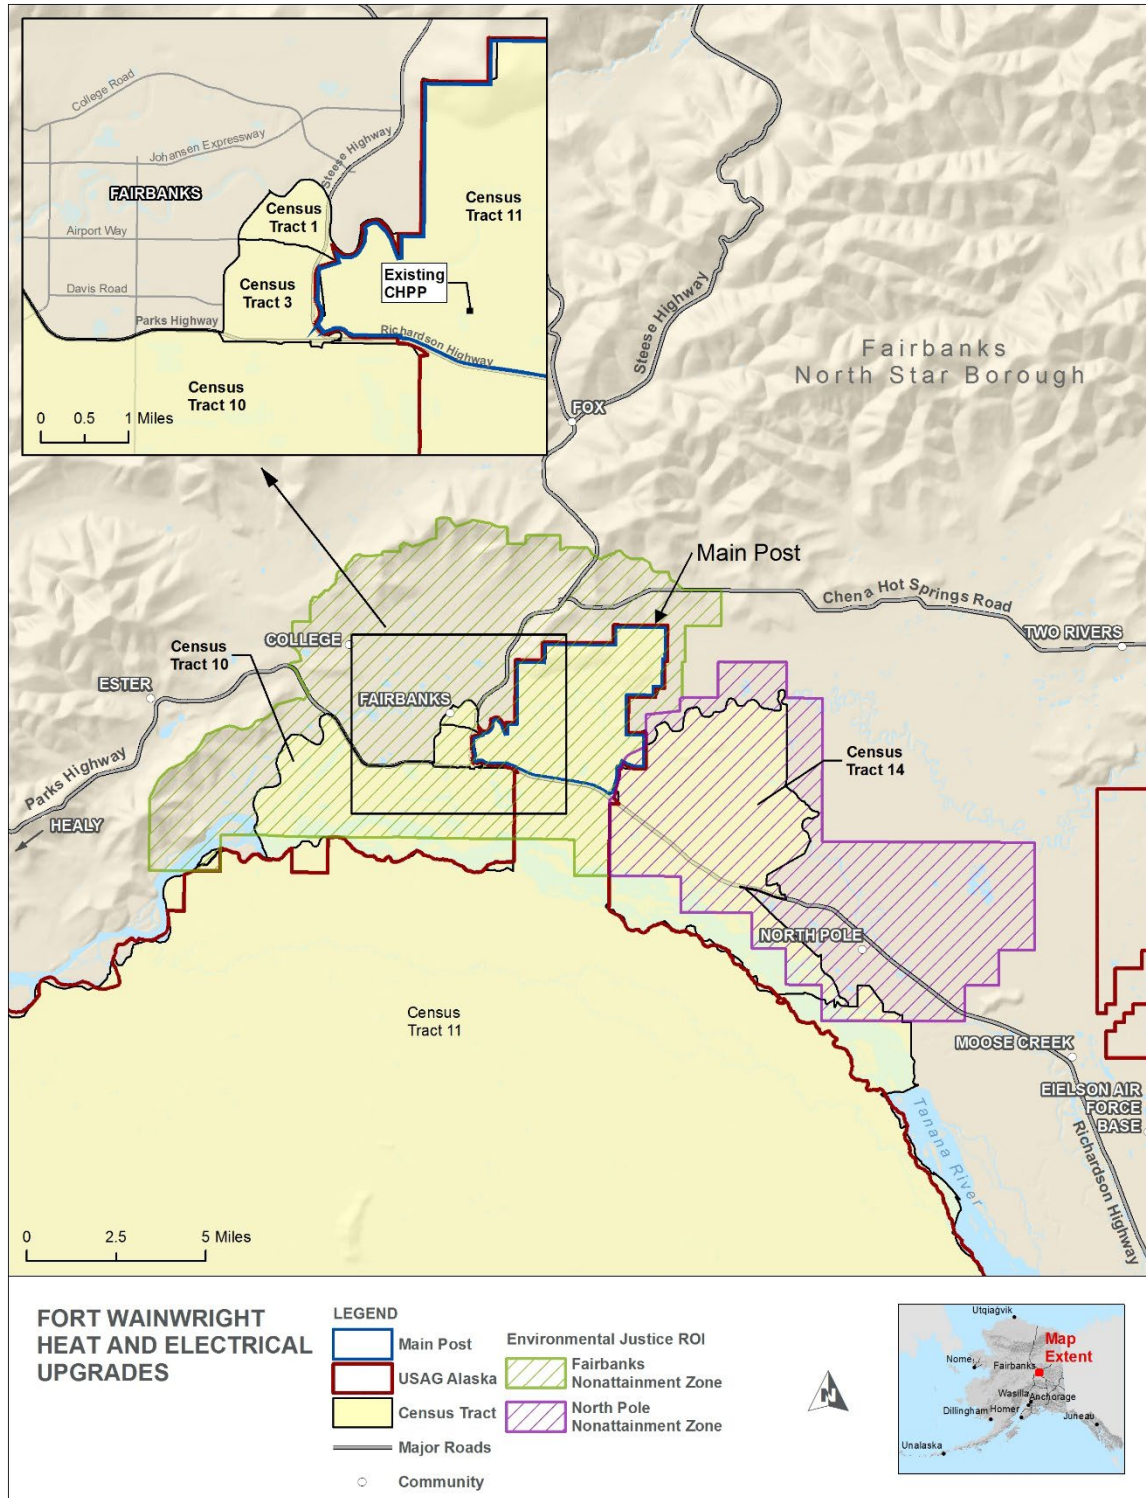 College Road
Johansen Expressway
Steese Highway
FAIRBANKS
Census
Tract 1
Census
Tract 11
Airport Way
Existing
CHPP
Census
Tract 3
Davis Road
Parks Highway
Richardson Highway
Census
Tract 10
0 0.5 1 Miles
Steese Highway
Fairbanks
North Star Borough
FOX
Main Post
Chena Hot Springs Road
COLLEGE
TWO RIVERS
Census
Tract 10
ESTER
FAIRBANKS
Parks Highway
Census
Tract 14
HEALY
NORTH POLE
Census
Tract 11
MOOSE CREEK
EIELSON AIR
FORCE
BASE
Tanana River
Richardson Highway
0 2.5 5 Miles
FORT WAINWRIGHT
HEAT AND ELECTRICAL
UPGRADES
LEGEND
Main Post
USAG Alaska
Census Tract
Major Roads
Community
Environmental Justice ROI
Fairbanks
Nonattainment Zone
North Pole
Nonattainment Zone
N
Utqiaġvik
Map
Extent
Nome
Fairbanks
Wasilla
Anchorage
Dillingham
Homer
Juneau
Unalaska